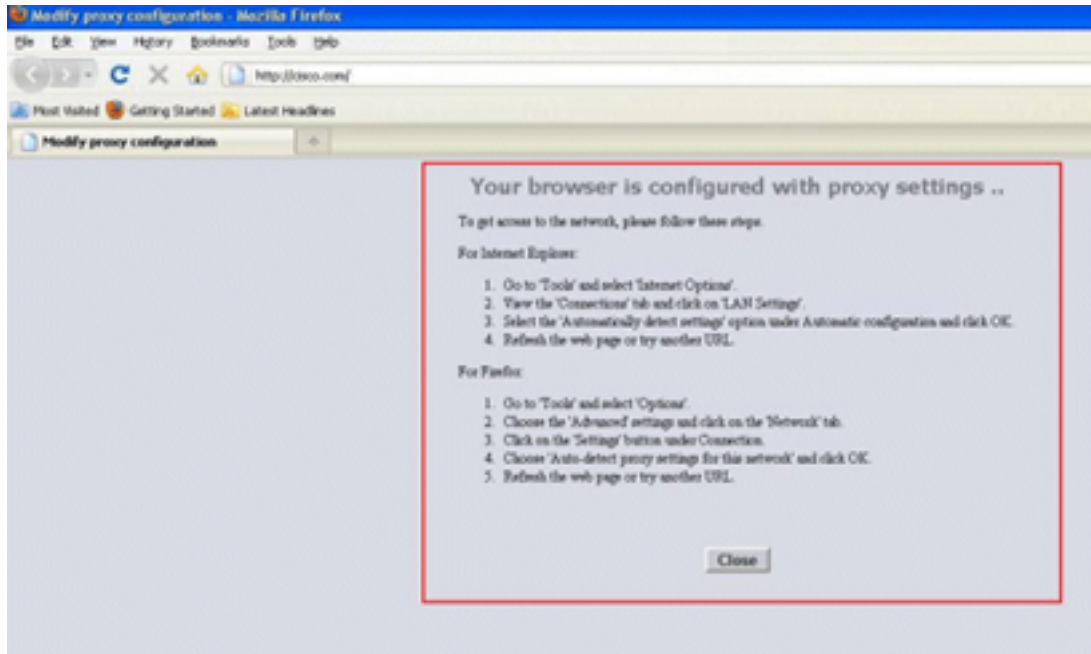 Modify proxy configuration - Mozilla Firefox
File Edit View History Bookmarks Tools Help
http://cisco.com/
Most Visited Getting Started Latest Headlines
Modify proxy configuration
Your browser is configured with proxy settings ..
To get access to the network, please follow these steps.
For Internet Explorer:
1. Go to 'Tools' and select 'Internet Options'.
2. View the 'Connections' tab and click on 'LAN Settings'.
3. Select the 'Automatically detect settings' option under Automatic configuration and click OK.
4. Refresh the web page or try another URL.
For Firefox:
1. Go to 'Tools' and select 'Options'.
2. Choose the 'Advanced' settings and click on the 'Network' tab.
3. Click on the 'Settings' button under Connection.
4. Choose 'Auto-detect proxy settings for this network' and click OK.
5. Refresh the web page or try another URL.
Close